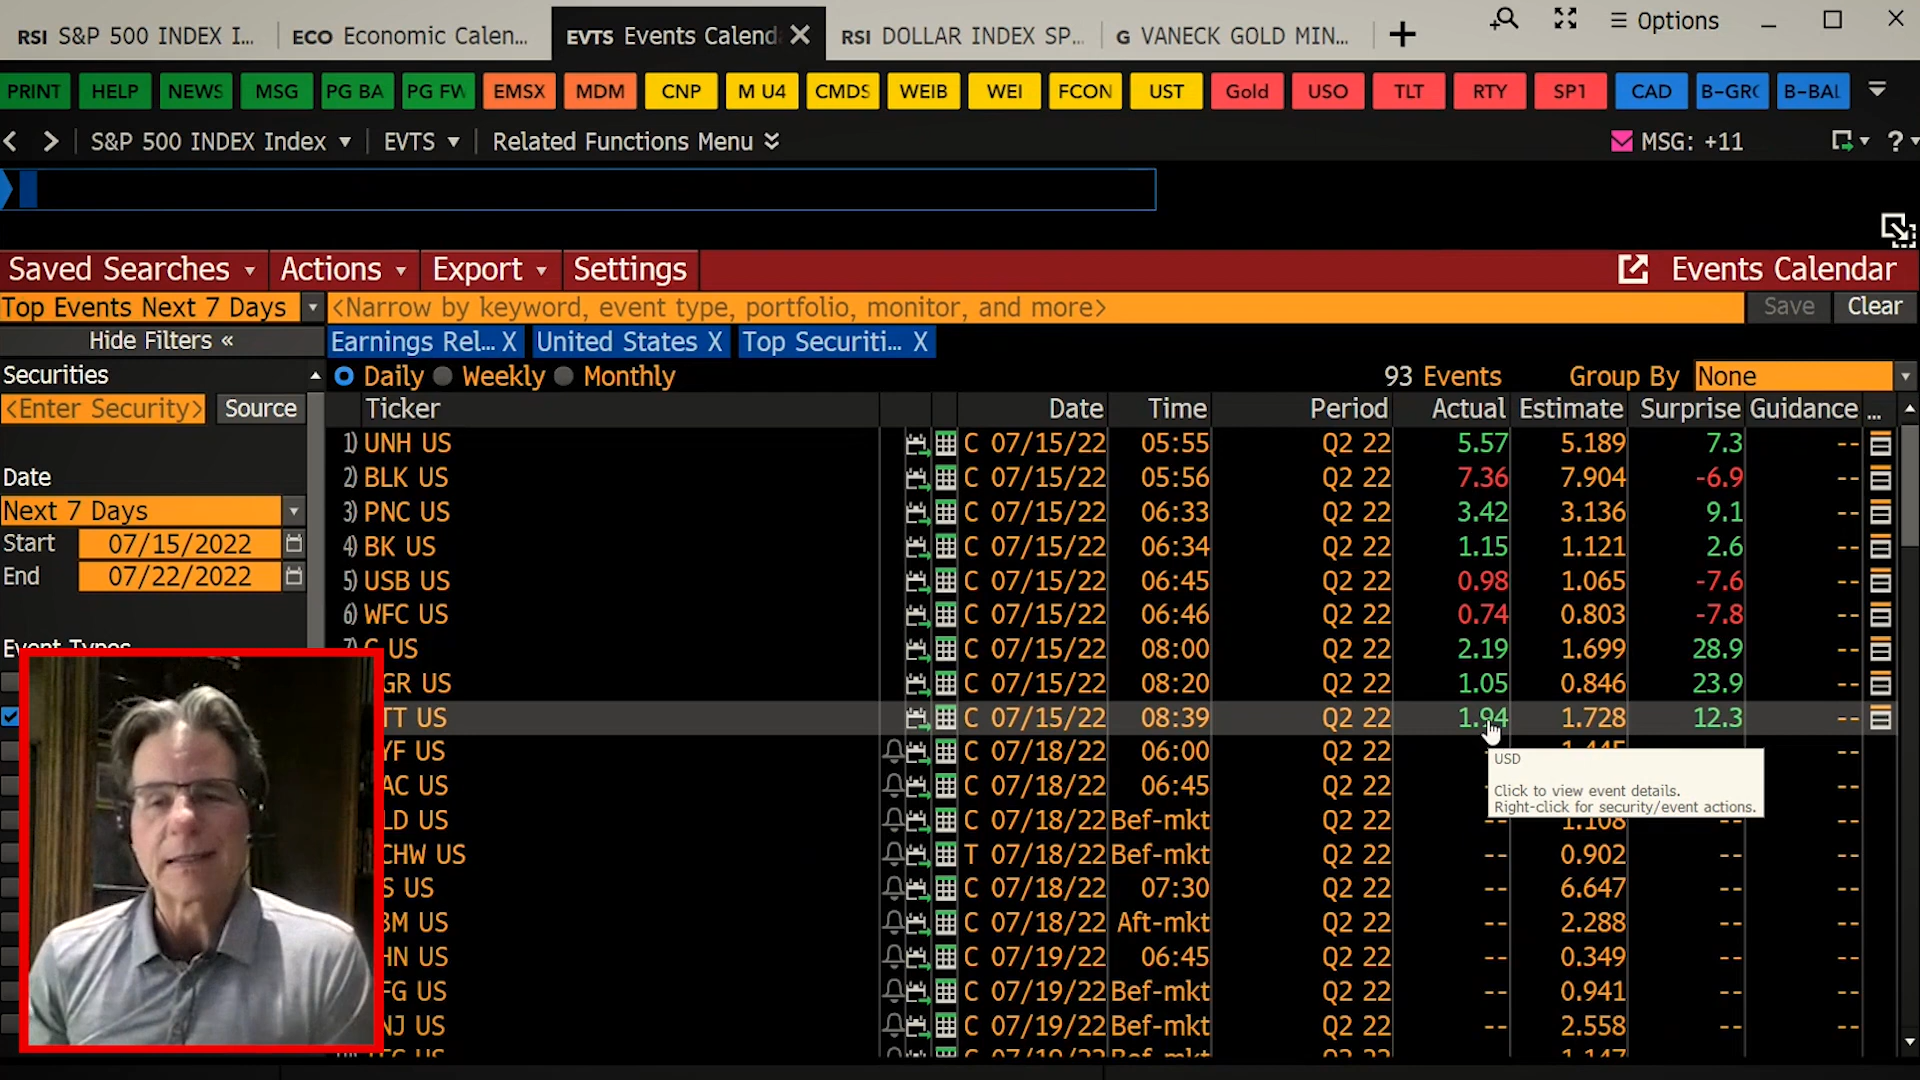 RSI S&P 500 INDEX I... ECO Economic Calen... EVTS Events Calend RSI DOLLAR INDEX SP... G VANECK GOLD MIN... Options
PRINT HELP NEWS MSG PG BA PG FW EMSX MDM CNP M U4 CMDS WEIB WEI FCON UST Gold USO TLT RTY SP1 CAD B-GRC B-BAL
S&P 500 INDEX Index EVTS Related Functions Menu MSG: +11 ?
Saved Searches Actions Export Settings Events Calendar
Top Events Next 7 Days <Narrow by keyword, event type, portfolio, monitor, and more> Save Clear
Hide Filters « Earnings Rel... X United States X Top Securiti... X
Securities Daily Weekly Monthly 93 Events Group By None
<Enter Security> Source Ticker Date Time Period Actual Estimate Surprise Guidance ...
1) UNH US C 07/15/22 05:55 Q2 22 5.57 5.189 7.3 --
Date 2) BLK US C 07/15/22 05:56 Q2 22 7.36 7.904 -6.9 --
Next 7 Days 3) PNC US C 07/15/22 06:33 Q2 22 3.42 3.136 9.1 --
Start 07/15/2022 4) BK US C 07/15/22 06:34 Q2 22 1.15 1.121 2.6 --
End 07/22/2022 5) USB US C 07/15/22 06:45 Q2 22 0.98 1.065 -7.6 --
6) WFC US C 07/15/22 06:46 Q2 22 0.74 0.803 -7.8 --
Event Types US C 07/15/22 08:00 Q2 22 2.19 1.699 28.9 --
GR US C 07/15/22 08:20 Q2 22 1.05 0.846 23.9 --
TT US C 07/15/22 08:39 Q2 22 1.94 1.728 12.3 --
YF US C 07/18/22 06:00 Q2 22 --
USD
Click to view event details.
Right-click for security/event actions.
AC US C 07/18/22 06:45 Q2 22 --
LD US C 07/18/22 Bef-mkt Q2 22 -- 1.108 -- --
CHW US T 07/18/22 Bef-mkt Q2 22 -- 0.902 -- --
S US C 07/18/22 07:30 Q2 22 -- 6.647 -- --
BM US C 07/18/22 Aft-mkt Q2 22 -- 2.288 -- --
HN US C 07/19/22 06:45 Q2 22 -- 0.349 -- --
FG US C 07/19/22 Bef-mkt Q2 22 -- 0.941 -- --
NJ US C 07/19/22 Bef-mkt Q2 22 -- 2.558 -- --
C 07/19/22 Bef-mkt Q2 22 -- 1.147 -- --